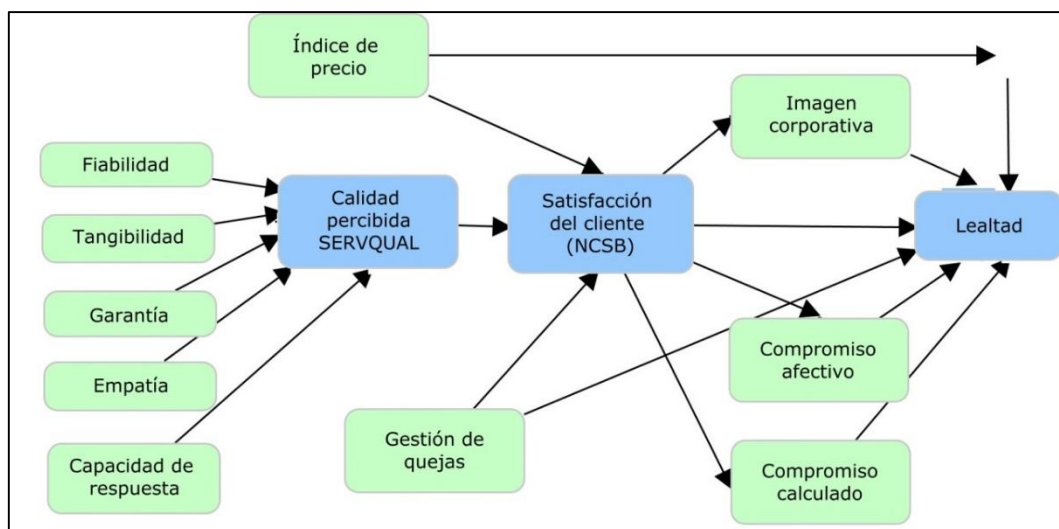 Índice de
precio
Imagen
corporativa
Fiabilidad
Calidad
percibida
SERVQUAL
Satisfacción
del cliente
(NCSB)
Lealtad
Tangibilidad
Garantía
Empatía
Compromiso
afectivo
Gestión de
quejas
Capacidad de
respuesta
Compromiso
calculado